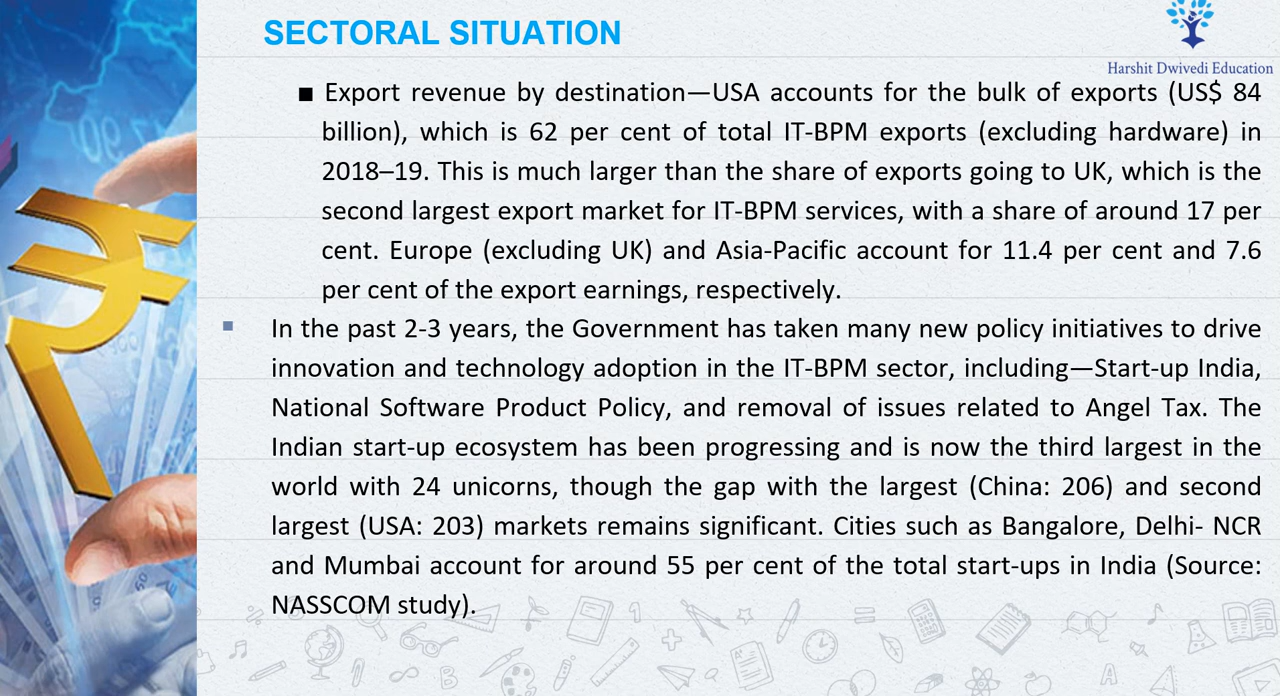 SECTORAL SITUATION
Harshit Dwivedi Education
■ Export revenue by destination—USA accounts for the bulk of exports (US$ 84
billion), which is 62 per cent of total IT-BPM exports (excluding hardware) in
2018–19. This is much larger than the share of exports going to UK, which is the
second largest export market for IT-BPM services, with a share of around 17 per
cent. Europe (excluding UK) and Asia-Pacific account for 11.4 per cent and 7.6
per cent of the export earnings, respectively.
▪ In the past 2-3 years, the Government has taken many new policy initiatives to drive
innovation and technology adoption in the IT-BPM sector, including—Start-up India,
National Software Product Policy, and removal of issues related to Angel Tax. The
Indian start-up ecosystem has been progressing and is now the third largest in the
world with 24 unicorns, though the gap with the largest (China: 206) and second
largest (USA: 203) markets remains significant. Cities such as Bangalore, Delhi- NCR
and Mumbai account for around 55 per cent of the total start-ups in India (Source:
NASSCOM study).